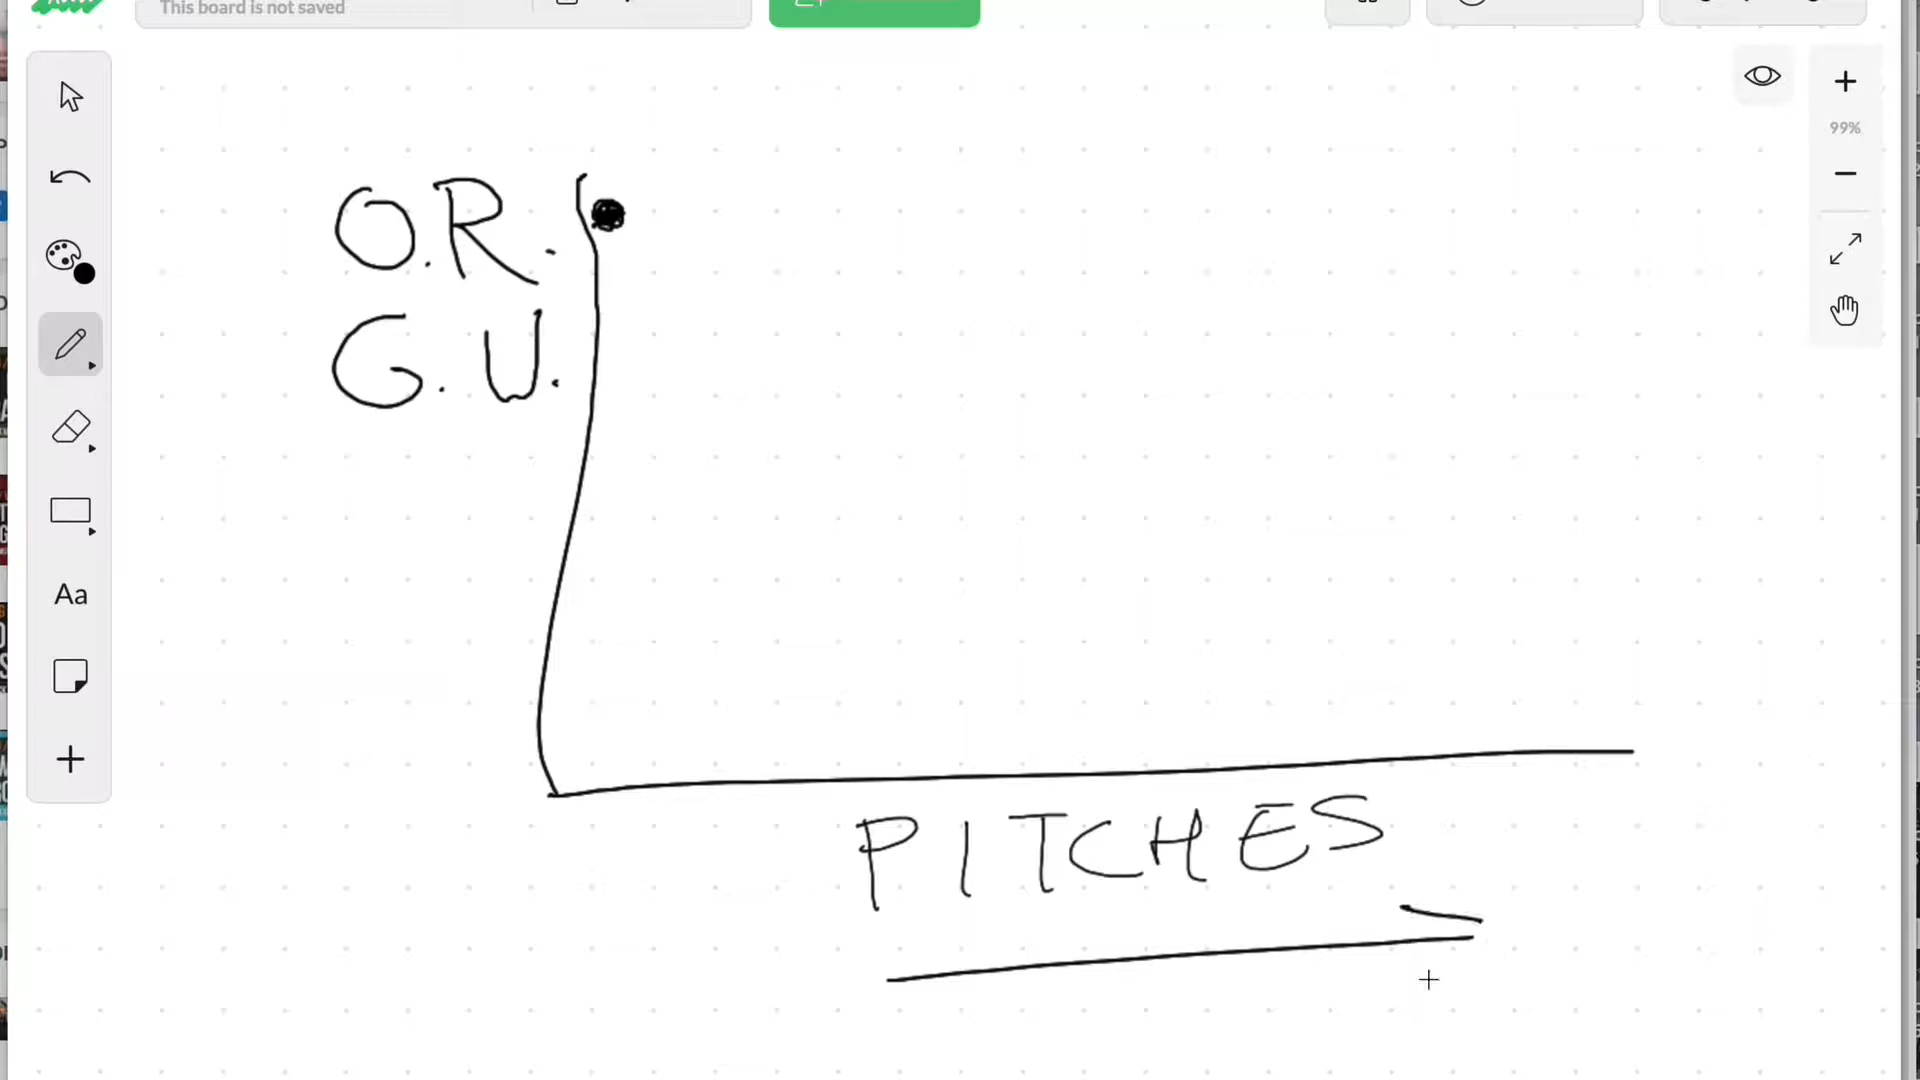 This board is not saved
99%
O.R.
G.U.
Aa
PITCHES